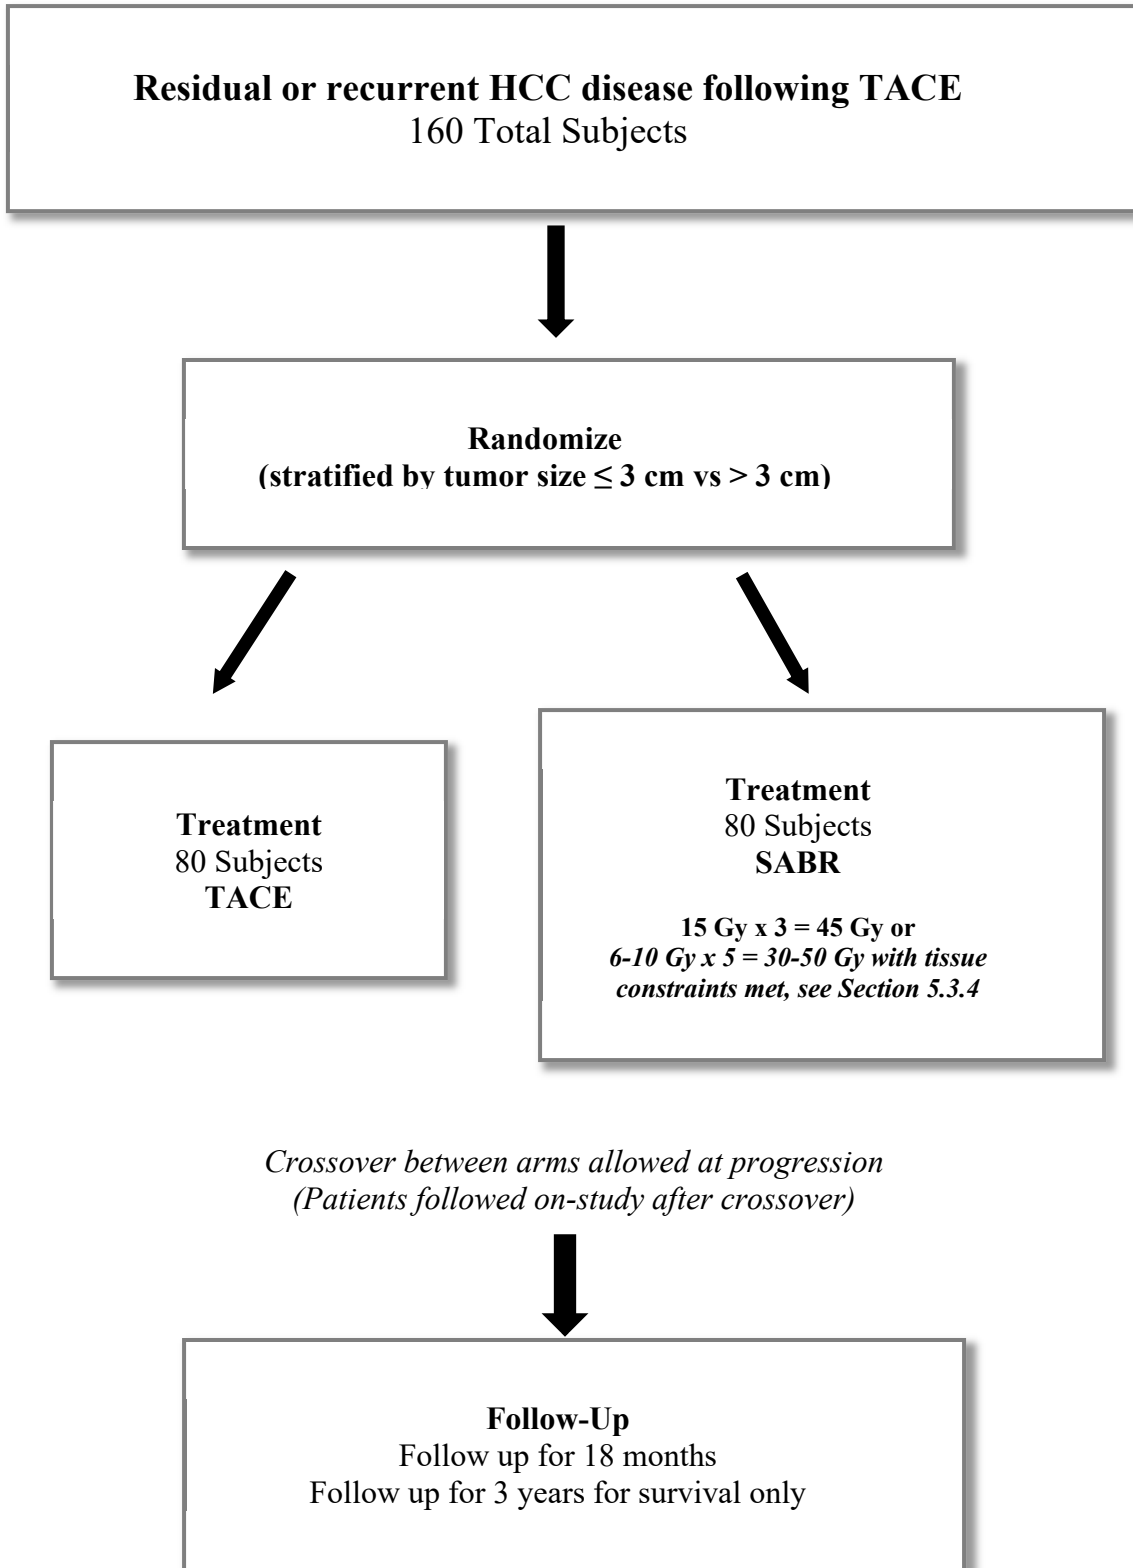 Residual or recurrent HCC disease following TACE
160 Total Subjects
Randomize
(stratified by tumor size ≤ 3 cm vs > 3 cm)
Treatment
80 Subjects
TACE
Treatment
80 Subjects
SABR
15 Gy x 3 = 45 Gy or
6-10 Gy x 5 = 30-50 Gy with tissue
constraints met, see Section 5.3.4
Crossover between arms allowed at progression
(Patients followed on-study after crossover)
Follow-Up
Follow up for 18 months
Follow up for 3 years for survival only